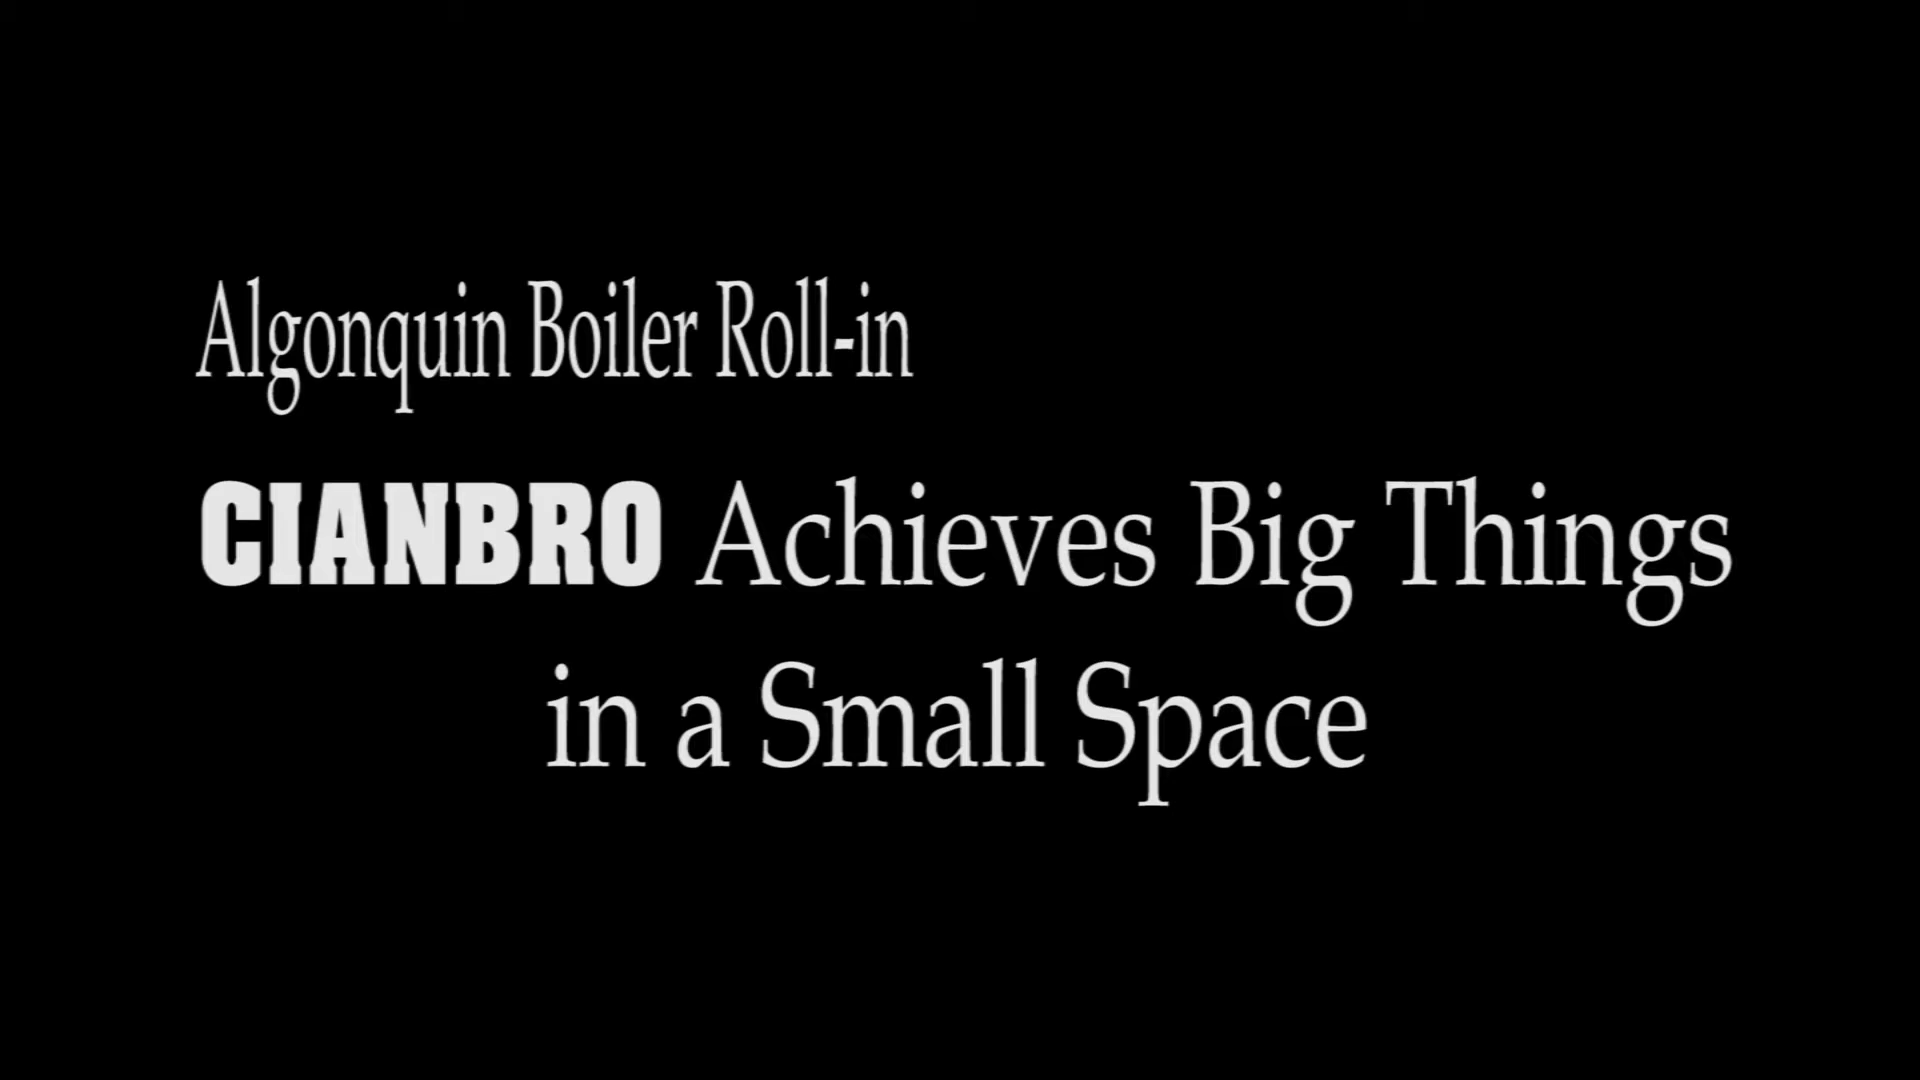 Algonquin Boiler Roll-in
CIANBRO Achieves Big Things
in a Small Space